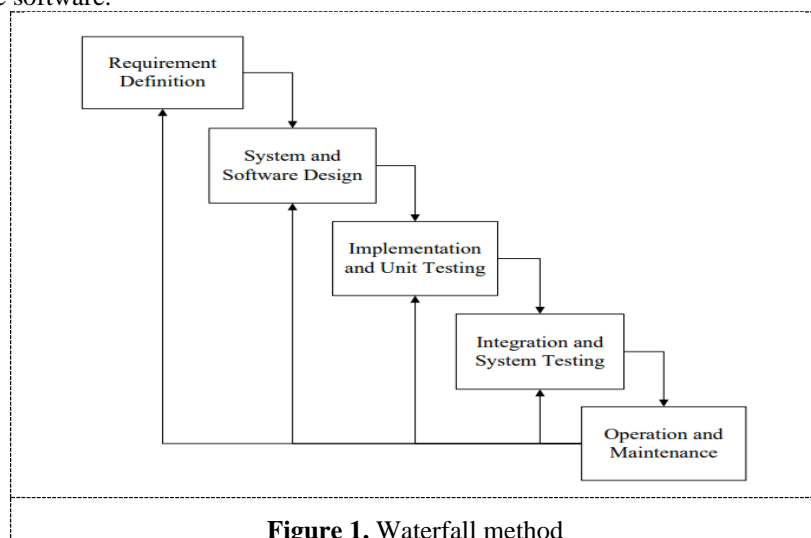 software.
Requirement
Definition
System and
Software Design
Implementation
and Unit Testing
Integration and
System Testing
Operation and
Maintenance
Figure 1. Waterfall method